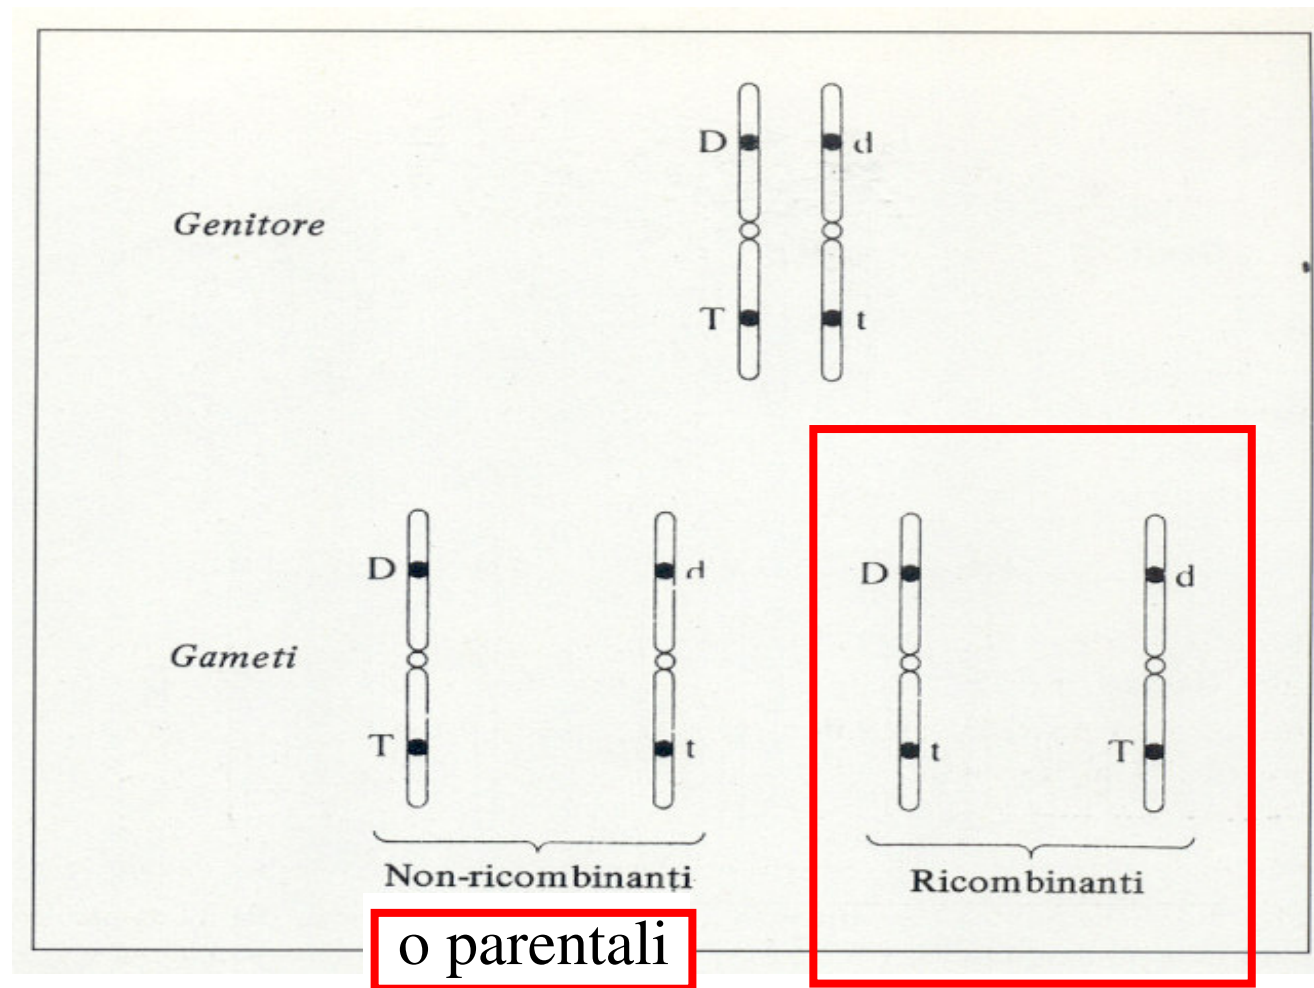 D d
Genitore
T t
D d D d
Gameti
T t t T
Non-ricombinanti Ricombinanti
o parentali